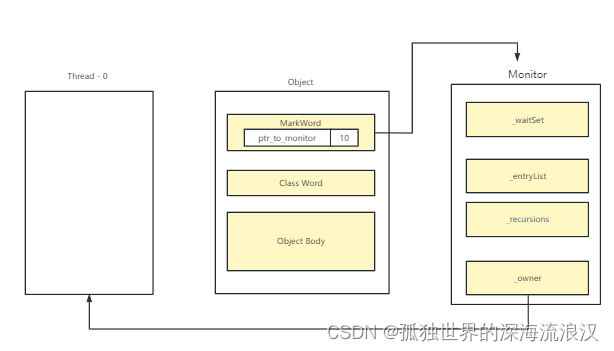 Thread - 0
Object
MarkWord
ptr_to_monitor
10
Class Word
Object Body
Monitor
_waitSet
_entryList
_recursions
_owner
CSDN @孤独世界的深海流浪汉